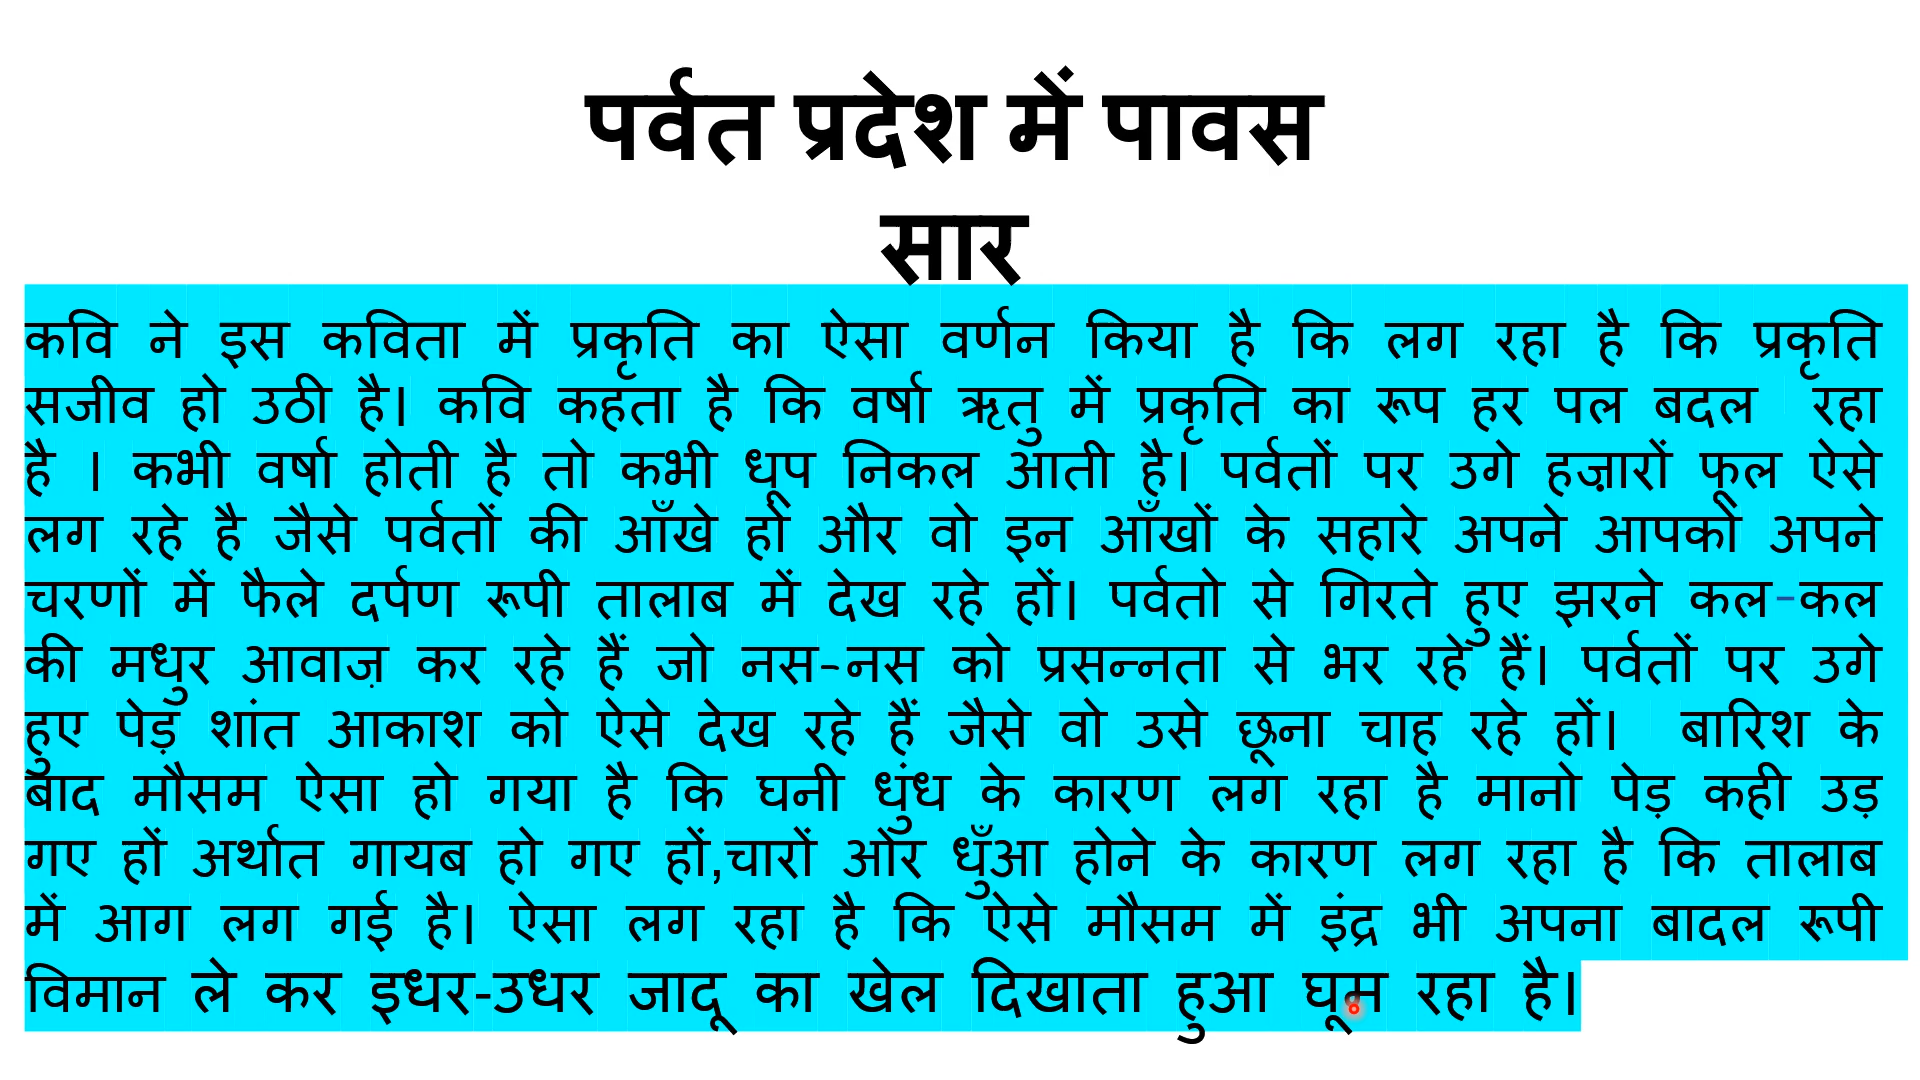 पर्वत प्रदेश में पावस
सार
कवि ने इस कविता में प्रकृति का ऐसा वर्णन किया है कि लग रहा है कि प्रकृति
सजीव हो उठी है। कवि कहता है कि वर्षा ऋतु में प्रकृति का रूप हर पल बदल रहा
है । कभी वर्षा होती है तो कभी धूप निकल आती है। पर्वतों पर उगे हज़ारों फूल ऐसे
लग रहे है जैसे पर्वतों की आँखे हो और वो इन आँखों के सहारे अपने आपको अपने
चरणों में फैले दर्पण रूपी तालाब में देख रहे हों। पर्वतो से गिरते हुए झरने कल-कल
की मधुर आवाज़ कर रहे हैं जो नस-नस को प्रसन्नता से भर रहे हैं। पर्वतों पर उगे
हुए पेड़ शांत आकाश को ऐसे देख रहे हैं जैसे वो उसे छूना चाह रहे हों। बारिश के
बाद मौसम ऐसा हो गया है कि घनी धुंध के कारण लग रहा है मानो पेड़ कही उड़
गए हों अर्थात गायब हो गए हों,चारों ओर धुँआ होने के कारण लग रहा है कि तालाब
में आग लग गई है। ऐसा लग रहा है कि ऐसे मौसम में इंद्र भी अपना बादल रूपी
विमान ले कर इधर-उधर जादू का खेल दिखाता हुआ घूम रहा है।